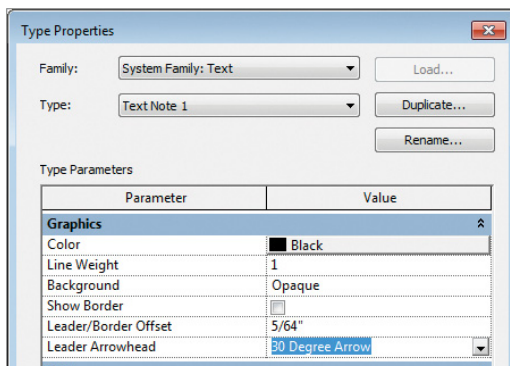 Type Properties
Family: System Family: Text Load...
Type: Text Note 1 Duplicate...
Rename...
Type Parameters
Parameter Value
Graphics
Color Black
Line Weight 1
Background Opaque
Show Border
Leader/Border Offset 5/64"
Leader Arrowhead 30 Degree Arrow